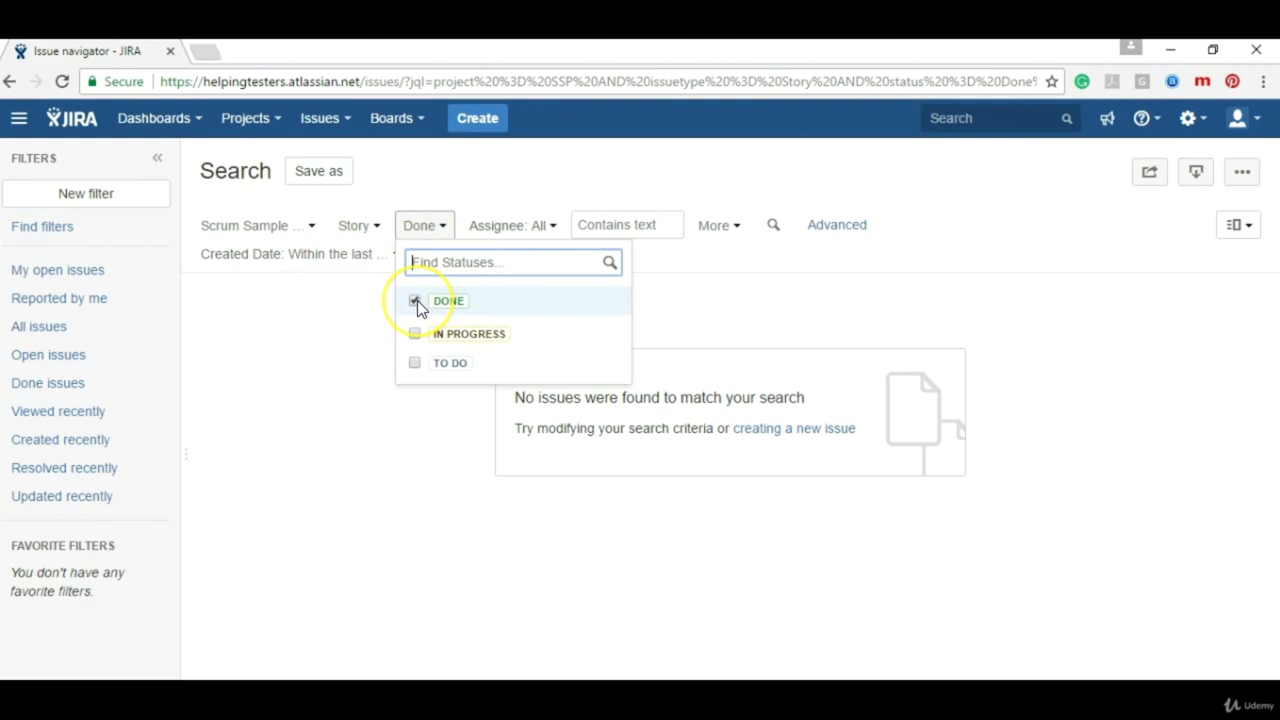 Issue navigator - JIRA
Secure
https://helpingtesters.atlassian.net/issues/?jql=project%20%3D%20SSP%20AND%20issuetype%20%3D%20Story%20AND%20status%20%3D%20Done%
JIRA
Dashboards
Projects
Issues
Boards
Create
Search
FILTERS
New filter
Find filters
My open issues
Reported by me
All issues
Open issues
Done issues
Viewed recently
Created recently
Resolved recently
Updated recently
FAVORITE FILTERS
You don't have any
favorite filters.
Search
Save as
Scrum Sample ...
Story
Done
Assignee: All
Contains text
More
Advanced
Created Date: Within the last ...
Find Statuses...
DONE
IN PROGRESS
TO DO
No issues were found to match your search
Try modifying your search criteria or creating a new issue
Udemy